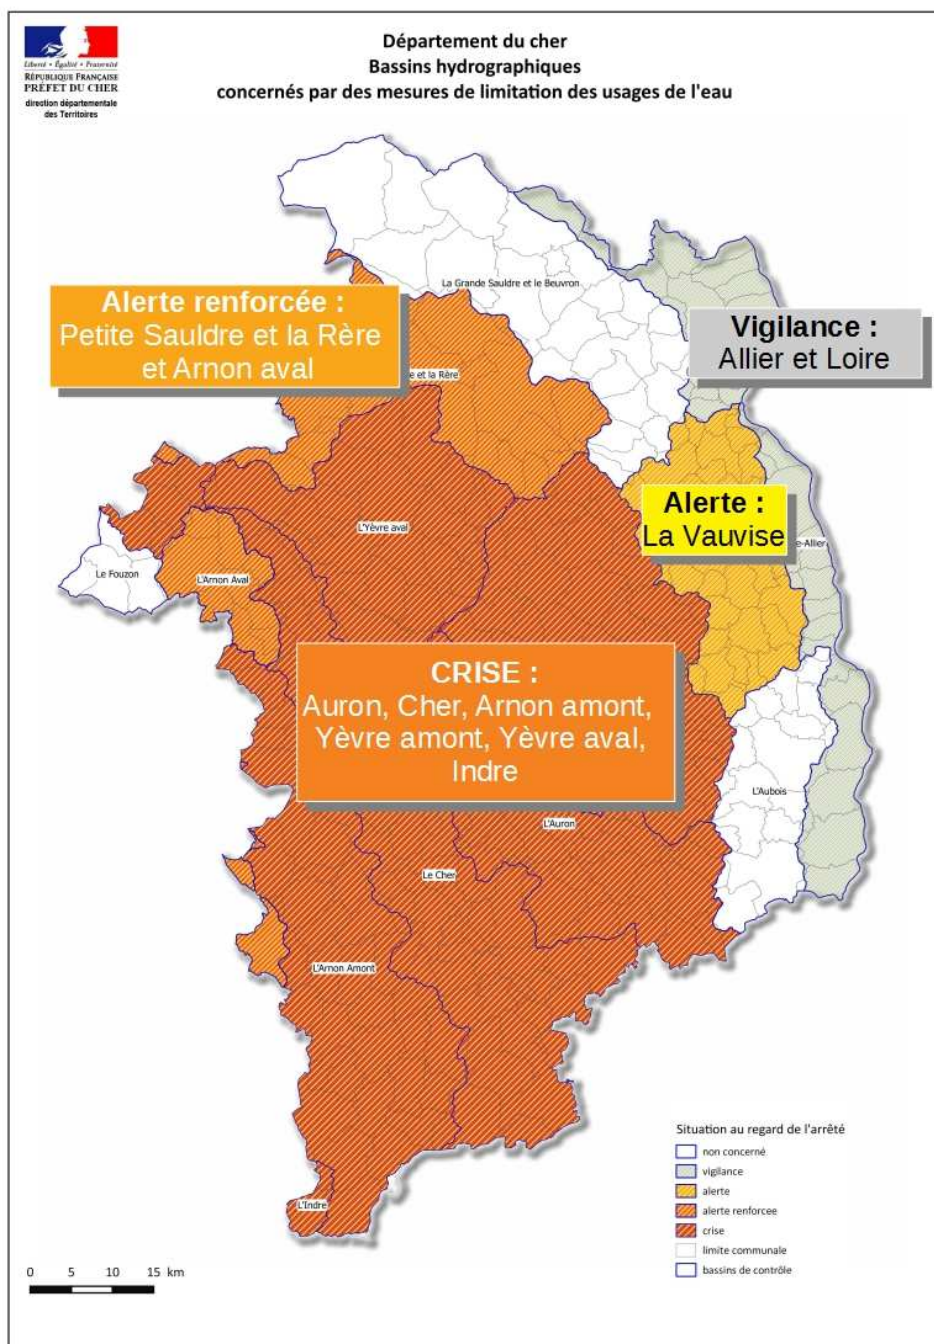 Liberté • Égalité • Fraternité
RÉPUBLIQUE FRANÇAISE
PRÉFET DU CHER
direction départementale
des Territoires
Département du cher
Bassins hydrographiques
concernés par des mesures de limitation des usages de l'eau
La Grande Sauldre et le Beuvron
Alerte renforcée :
Petite Sauldre et la Rère
et Arnon aval
Vigilance :
Allier et Loire
e et la Rère
Alerte :
La Vauvise
L'Yèvre aval
e-Allier
Le Fouzon
L'Arnon Aval
CRISE :
Auron, Cher, Arnon amont,
Yèvre amont, Yèvre aval,
Indre
L'Aubois
L'Auron
Le Cher
L'Arnon Amont
L'Indre
Situation au regard de l'arrêté
non concerné
vigilance
alerte
alerte renforcee
crise
limite communale
bassins de contrôle
0 5 10 15 km